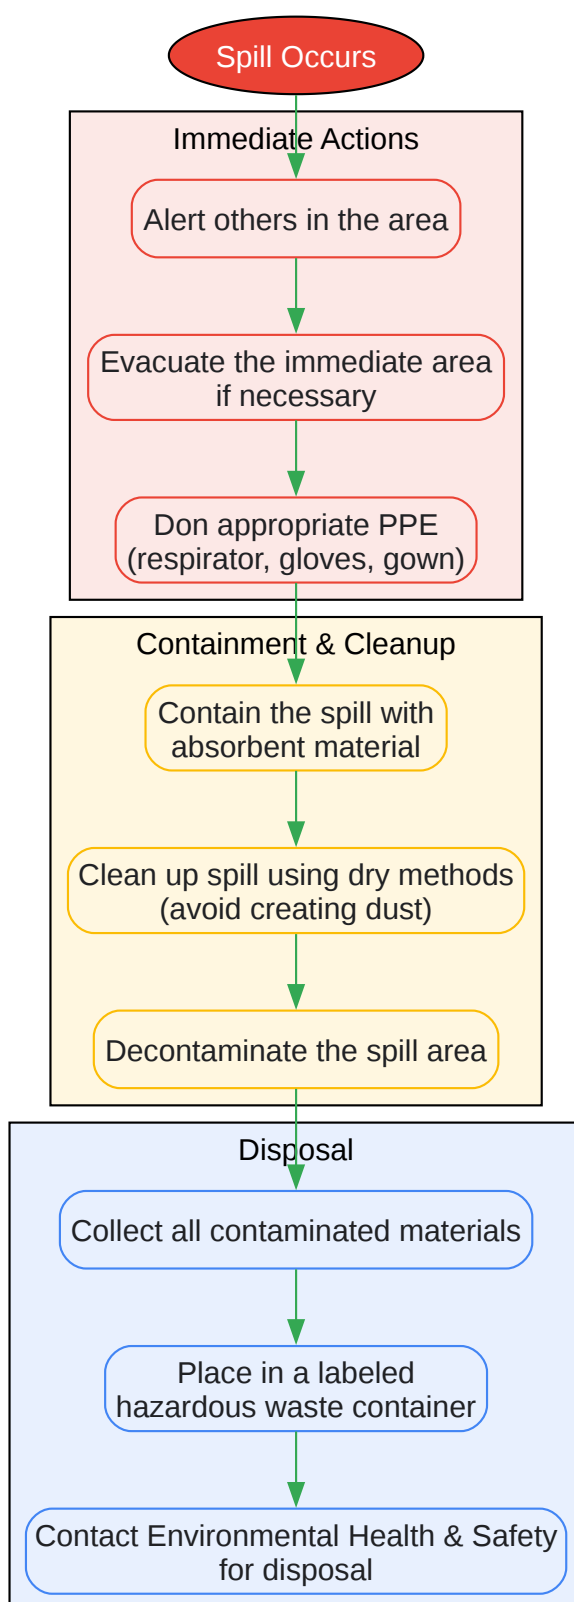 Spill Occurs
Immediate Actions
Alert others in the area
Evacuate the immediate area
if necessary
Don appropriate PPE
(respirator, gloves, gown)
Containment & Cleanup
Contain the spill with
absorbent material
Clean up spill using dry methods
(avoid creating dust)
Decontaminate the spill area
Disposal
Collect all contaminated materials
Place in a labeled
hazardous waste container
Contact Environmental Health & Safety
for disposal